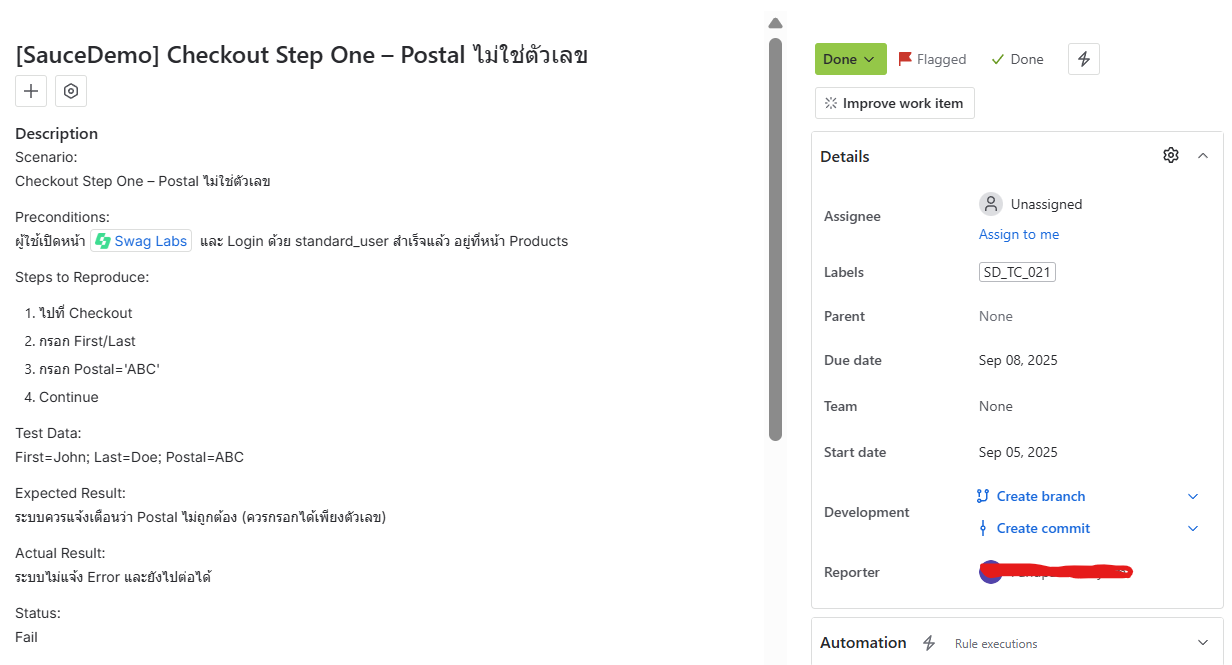 [SauceDemo] Checkout Step One – Postal ไม่ใช่ตัวเลข
Description
Scenario:
Checkout Step One – Postal ไม่ใช่ตัวเลข
Preconditions:
ผู้ใช้เปิดหน้า Swag Labs และ Login ด้วย standard_user สำเร็จแล้ว อยู่ที่หน้า Products
Steps to Reproduce:
1. ไปที่ Checkout
2. กรอก First/Last
3. กรอก Postal='ABC'
4. Continue
Test Data:
First=John; Last=Doe; Postal=ABC
Expected Result:
ระบบควรแจ้งเตือนว่า Postal ไม่ถูกต้อง (ควรกรอกได้เพียงตัวเลข)
Actual Result:
ระบบไม่แจ้ง Error และยังไปต่อได้
Status:
Fail
Done Flagged Done
Improve work item
Details
Assignee Unassigned
Assign to me
Labels SD_TC_021
Parent None
Due date Sep 08, 2025
Team None
Start date Sep 05, 2025
Development Create branch
Create commit
Reporter
Automation Rule executions